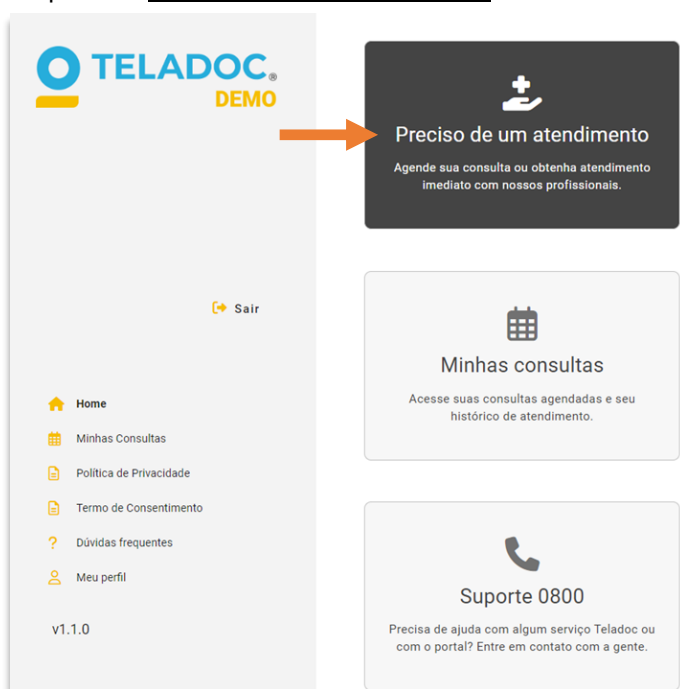 TELADOC®
DEMO
Sair
Home
Minhas Consultas
Política de Privacidade
Termo de Consentimento
Dúvidas frequentes
Meu perfil
v1.1.0
Preciso de um atendimento
Agende sua consulta ou obtenha atendimento
imediato com nossos profissionais.
Minhas consultas
Acesse suas consultas agendadas e seu
histórico de atendimento.
Suporte 0800
Precisa de ajuda com algum serviço Teladoc ou
com o portal? Entre em contato com a gente.